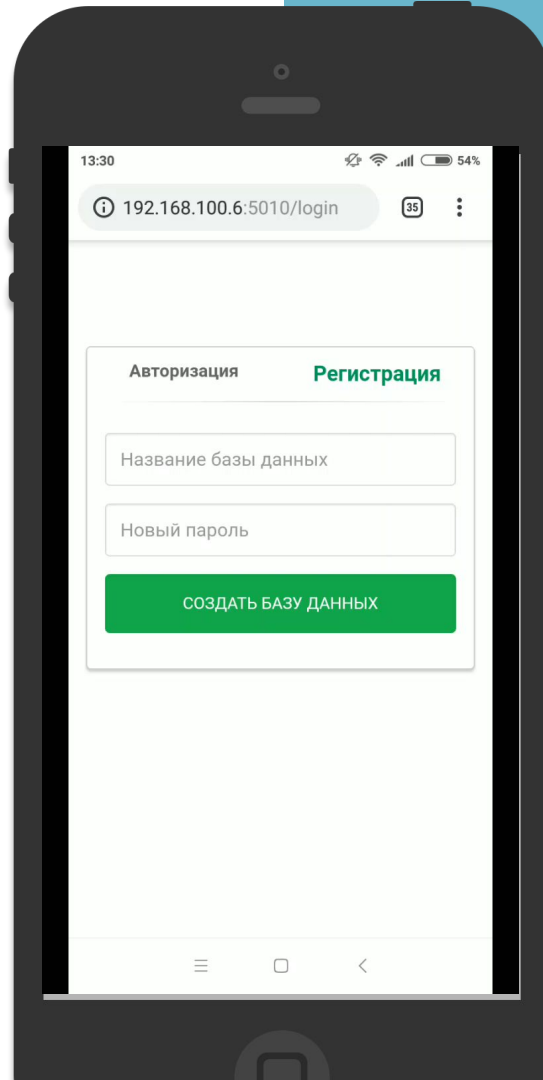 13:30 54%
192.168.100.6:5010/login 35
Авторизация Регистрация
Название базы данных
Новый пароль
СОЗДАТЬ БАЗУ ДАННЫХ